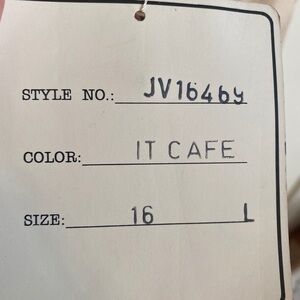 STYLE NO.: JV16469
COLOR: IT CAFE
SIZE: 16 L